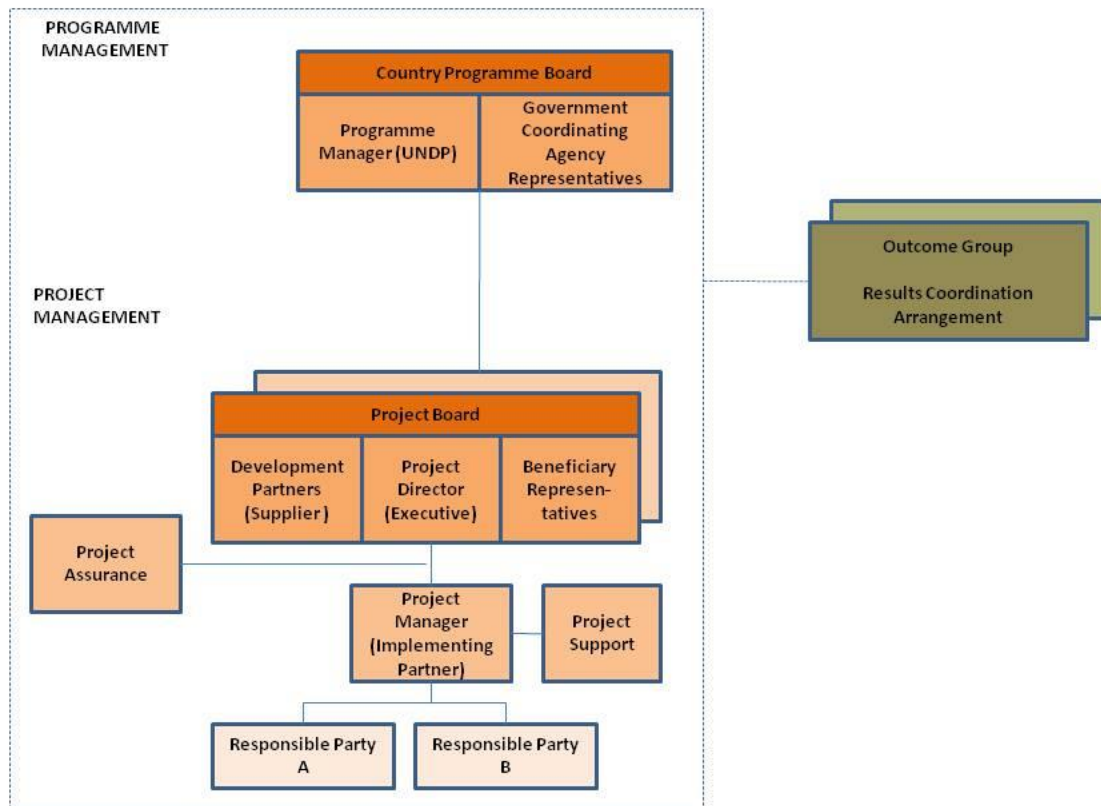 PROGRAMME
MANAGEMENT
Country Programme Board
Programme
Manager (UNDP)
Government
Coordinating
Agency
Representatives
Outcome Group
Results Coordination
Arrangement
PROJECT
MANAGEMENT
Project Board
Development
Partners
(Supplier)
Project
Director
(Executive)
Beneficiary
Represen-
tatives
Project
Assurance
Project
Manager
(Implementing
Partner)
Project
Support
Responsible Party
A
Responsible Party
B